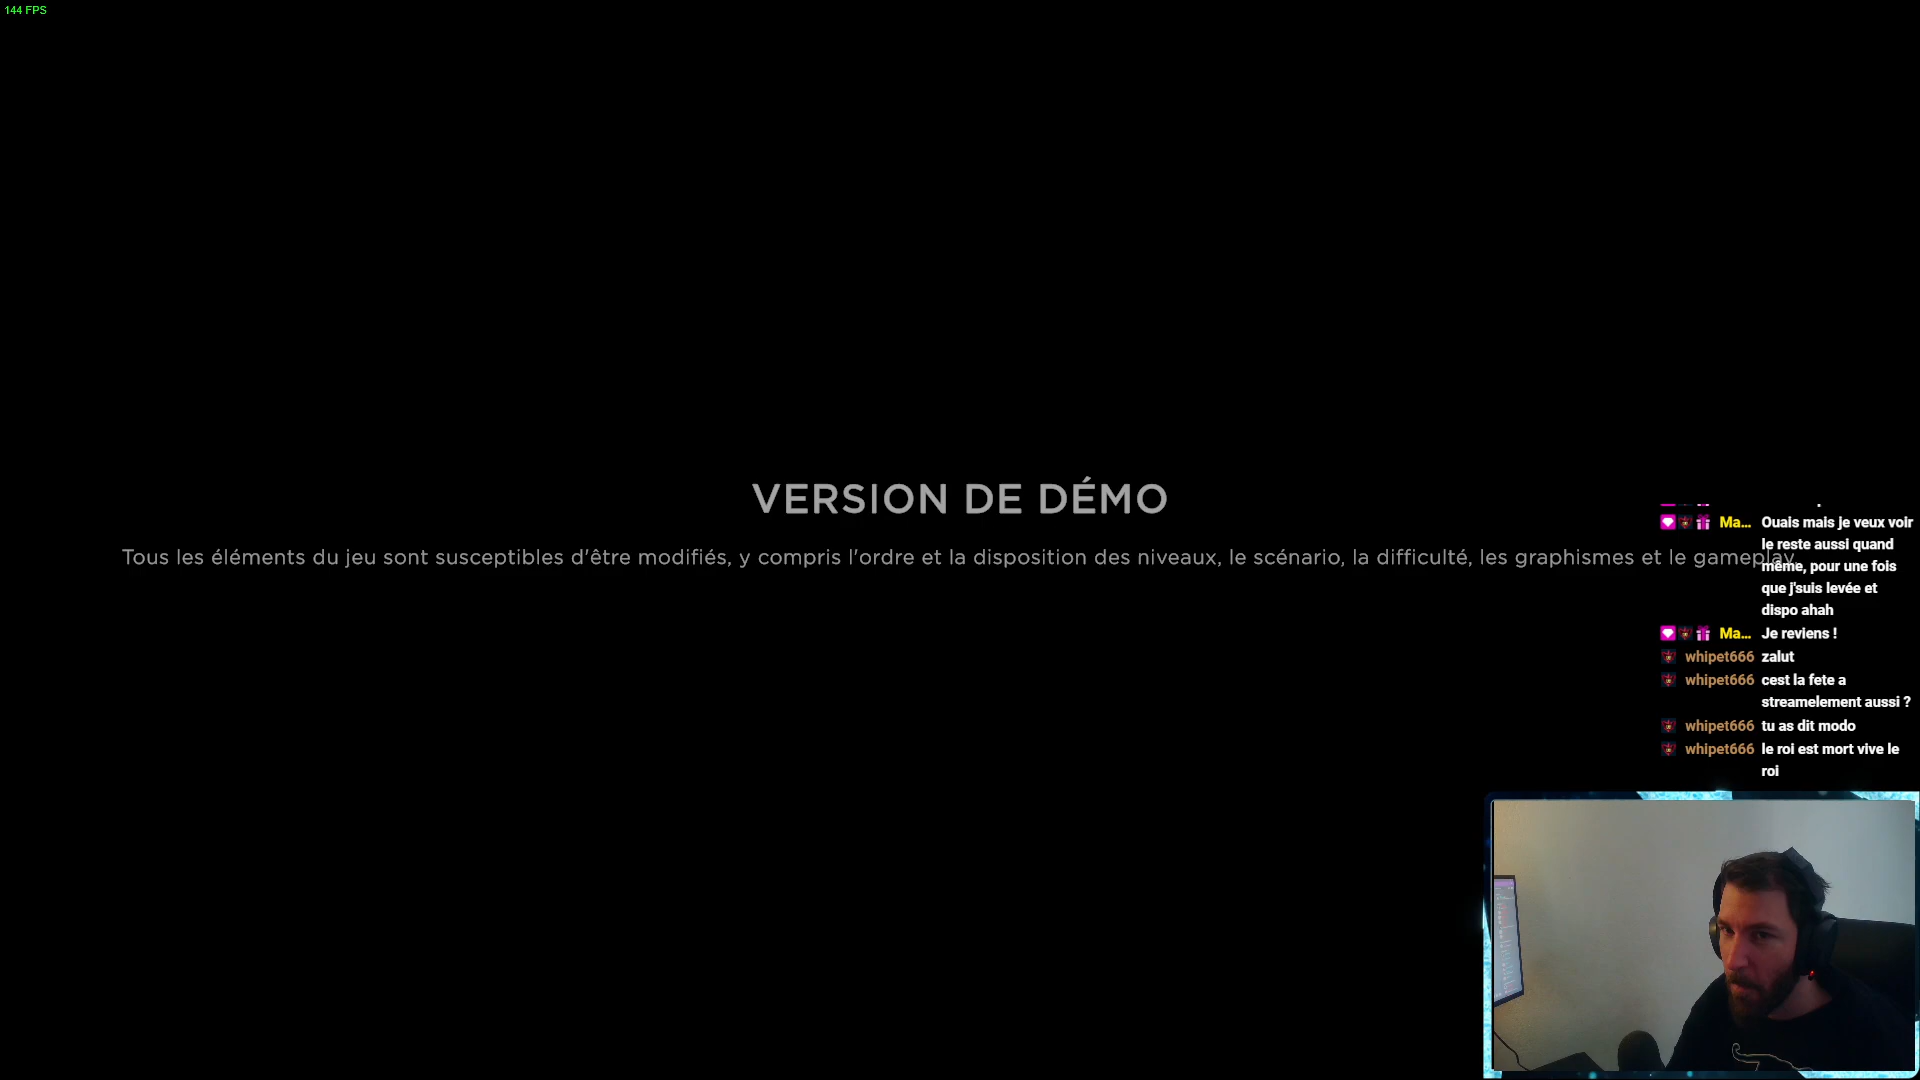 144 FPS
VERSION DE DÉMO
Tous les éléments du jeu sont susceptibles d'être modifiés, y compris l'ordre et la disposition des niveaux, le scénario, la difficulté, les graphismes et le gameplay.
Ma... Ouais mais je veux voir
le reste aussi quand
même, pour une fois
que j'suis levée et
dispo ahah
Ma... Je reviens !
whipet666 zalut
whipet666 cest la fete a
streamelement aussi ?
whipet666 tu as dit modo
whipet666 le roi est mort vive le
roi